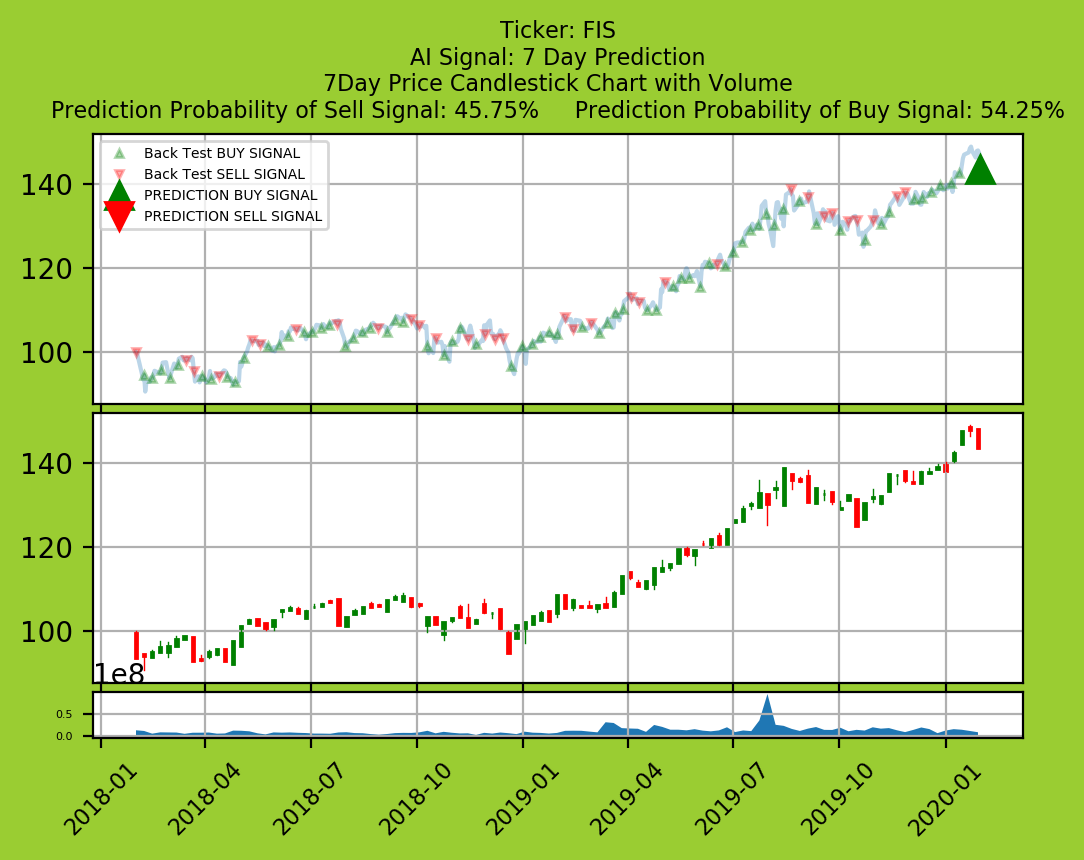 Ticker: FIS
AI Signal: 7 Day Prediction
7Day Price Candlestick Chart with Volume
Prediction Probability of Sell Signal: 45.75% Prediction Probability of Buy Signal: 54.25%
Back Test BUY SIGNAL
Back Test SELL SIGNAL
PREDICTION BUY SIGNAL
PREDICTION SELL SIGNAL
140
120
100
140
120
100
1e8
0.5
0.0
2018-01 2018-04 2018-07 2018-10 2019-01 2019-04 2019-07 2019-10 2020-01